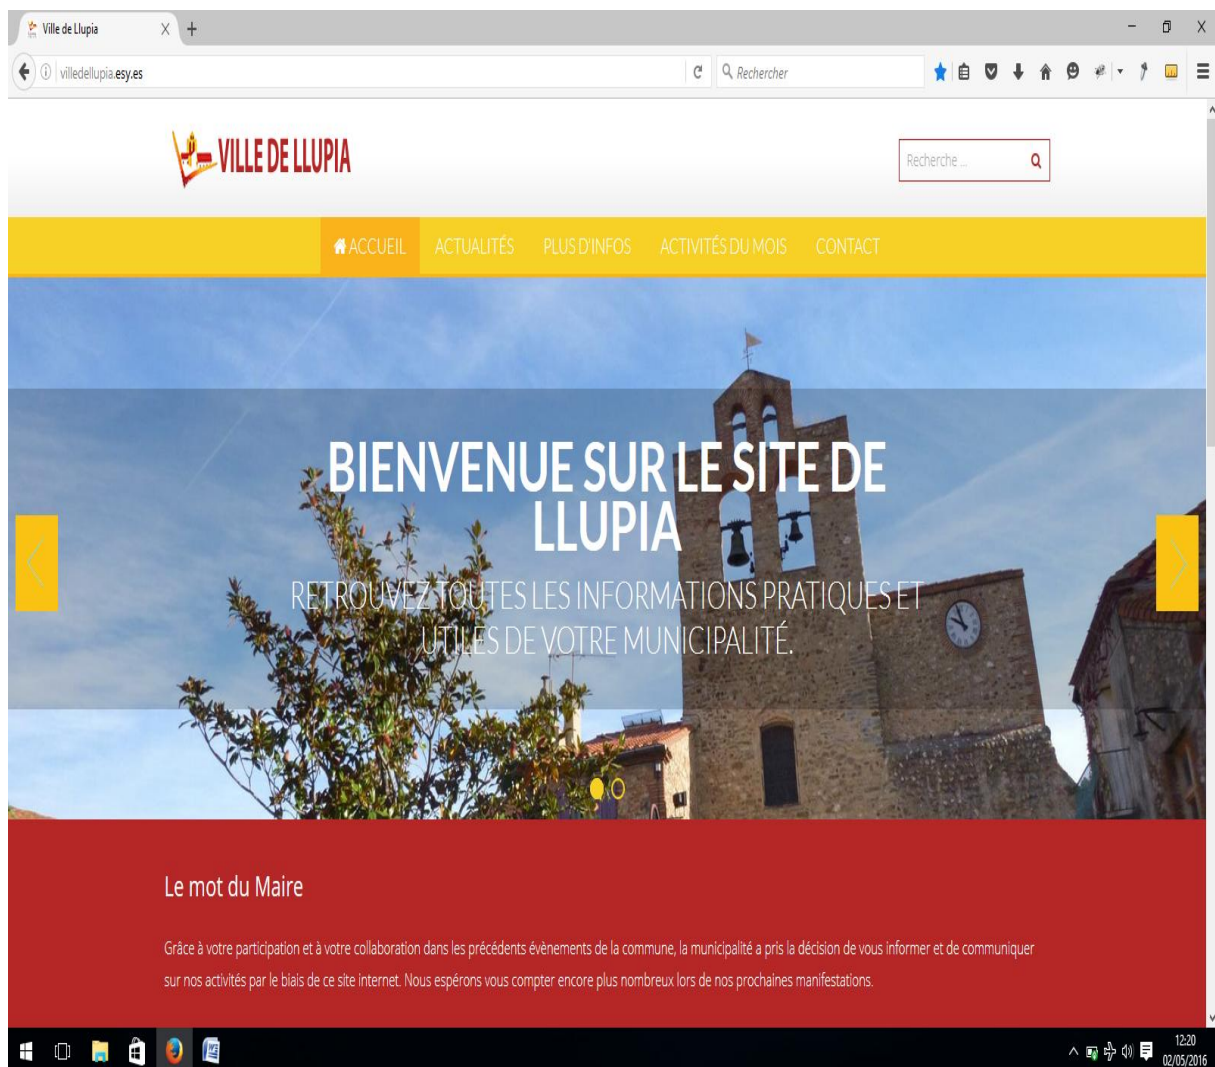 Ville de Llupia
villedellupia.esy.es
Rechercher
VILLE DE LLUPIA
Recherche ...
ACCUEIL ACTUALITÉS PLUS D'INFOS ACTIVITÉS DU MOIS CONTACT
BIENVENUE SUR LE SITE DE
LLUPIA
RETROUVEZ TOUTES LES INFORMATIONS PRATIQUES ET
UTILES DE VOTRE MUNICIPALITÉ.
Le mot du Maire
Grâce à votre participation et à votre collaboration dans les précédents évènements de la commune, la municipalité a pris la décision de vous informer et de communiquer
sur nos activités par le biais de ce site internet. Nous espérons vous compter encore plus nombreux lors de nos prochaines manifestations.
12:20
02/05/2016